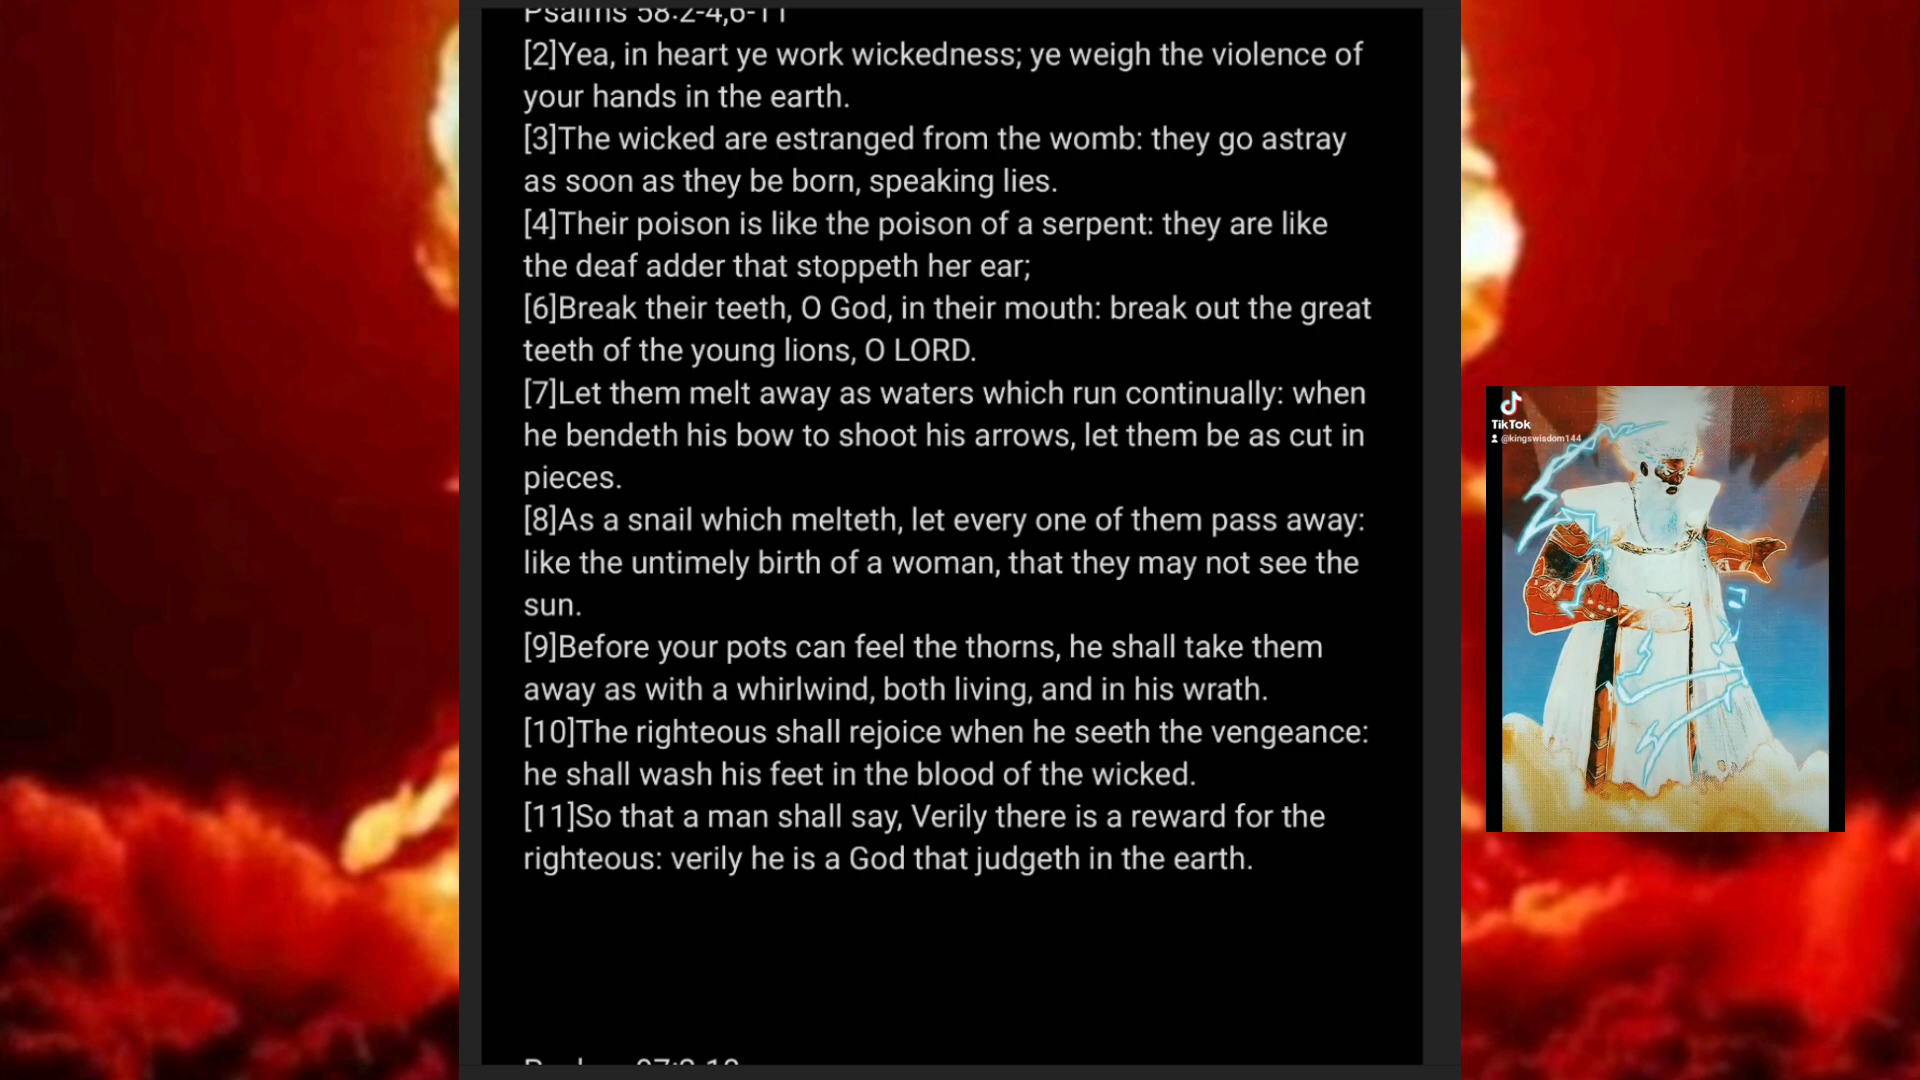 Psalms 58:2-4,6-11
[2]Yea, in heart ye work wickedness; ye weigh the violence of
your hands in the earth.
[3]The wicked are estranged from the womb: they go astray
as soon as they be born, speaking lies.
[4]Their poison is like the poison of a serpent: they are like
the deaf adder that stoppeth her ear;
[6]Break their teeth, O God, in their mouth: break out the great
teeth of the young lions, O LORD.
[7]Let them melt away as waters which run continually: when
he bendeth his bow to shoot his arrows, let them be as cut in
pieces.
[8]As a snail which melteth, let every one of them pass away:
like the untimely birth of a woman, that they may not see the
sun.
[9]Before your pots can feel the thorns, he shall take them
away as with a whirlwind, both living, and in his wrath.
[10]The righteous shall rejoice when he seeth the vengeance:
he shall wash his feet in the blood of the wicked.
[11]So that a man shall say, Verily there is a reward for the
righteous: verily he is a God that judgeth in the earth.
TikTok
@kingswisdom144